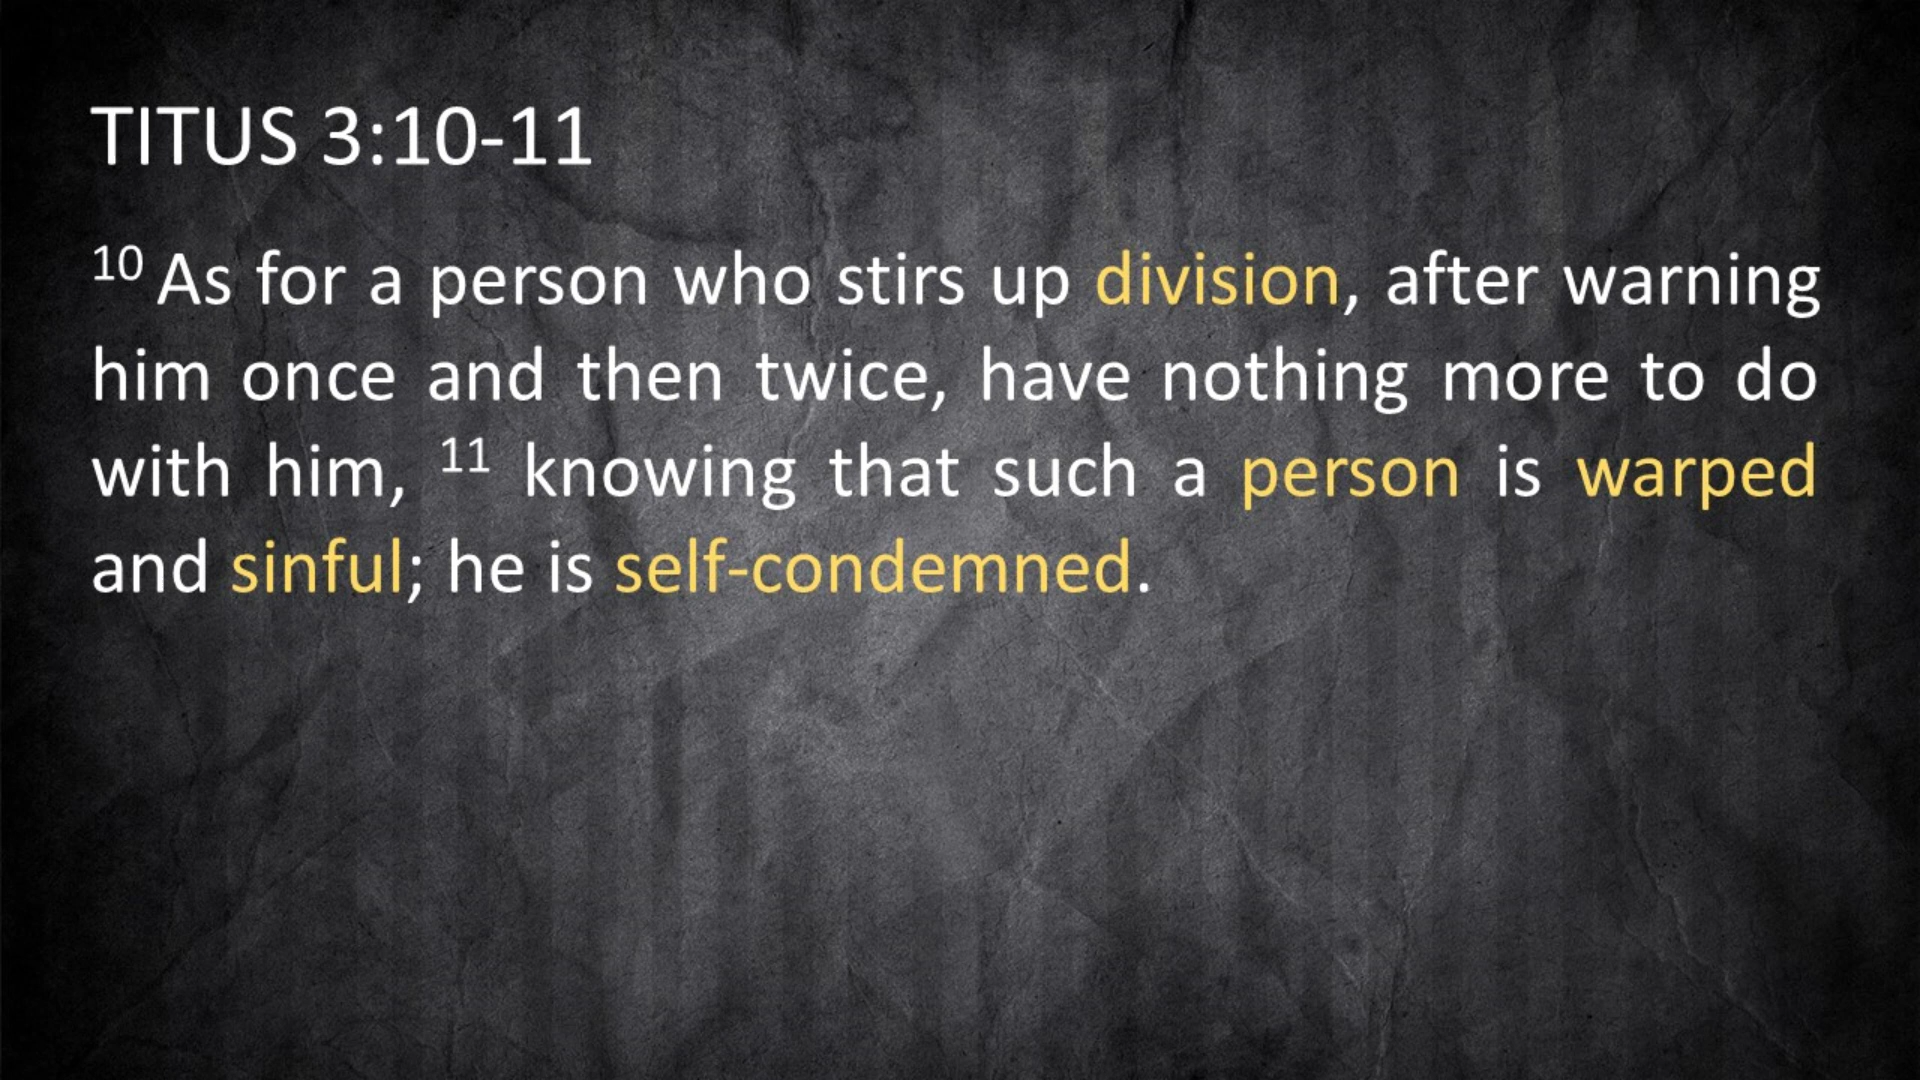 TITUS 3:10-11
10 As for a person who stirs up division, after warning
him once and then twice, have nothing more to do
with him, 11 knowing that such a person is warped
and sinful; he is self-condemned.